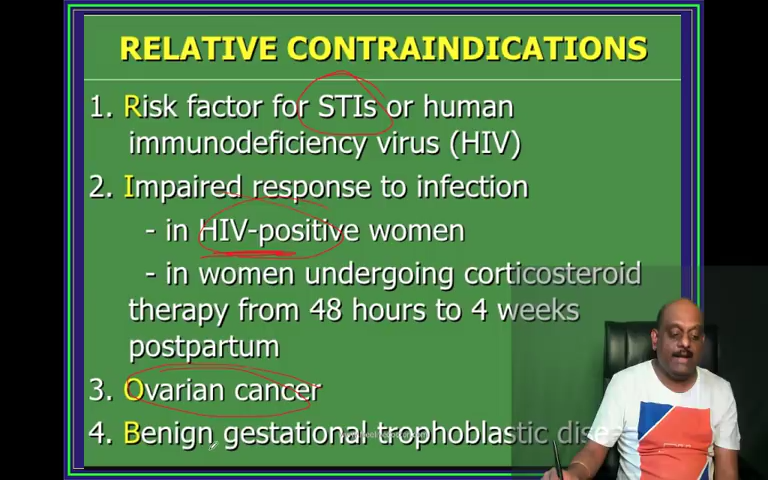 RELATIVE CONTRAINDICATIONS
1. Risk factor for STIs or human
immunodeficiency virus (HIV)
2. Impaired response to infection
- in HIV-positive women
- in women undergoing corticosteroid
therapy from 48 hours to 4 weeks
postpartum
3. Ovarian cancer
4. Benign gestational trophoblastic